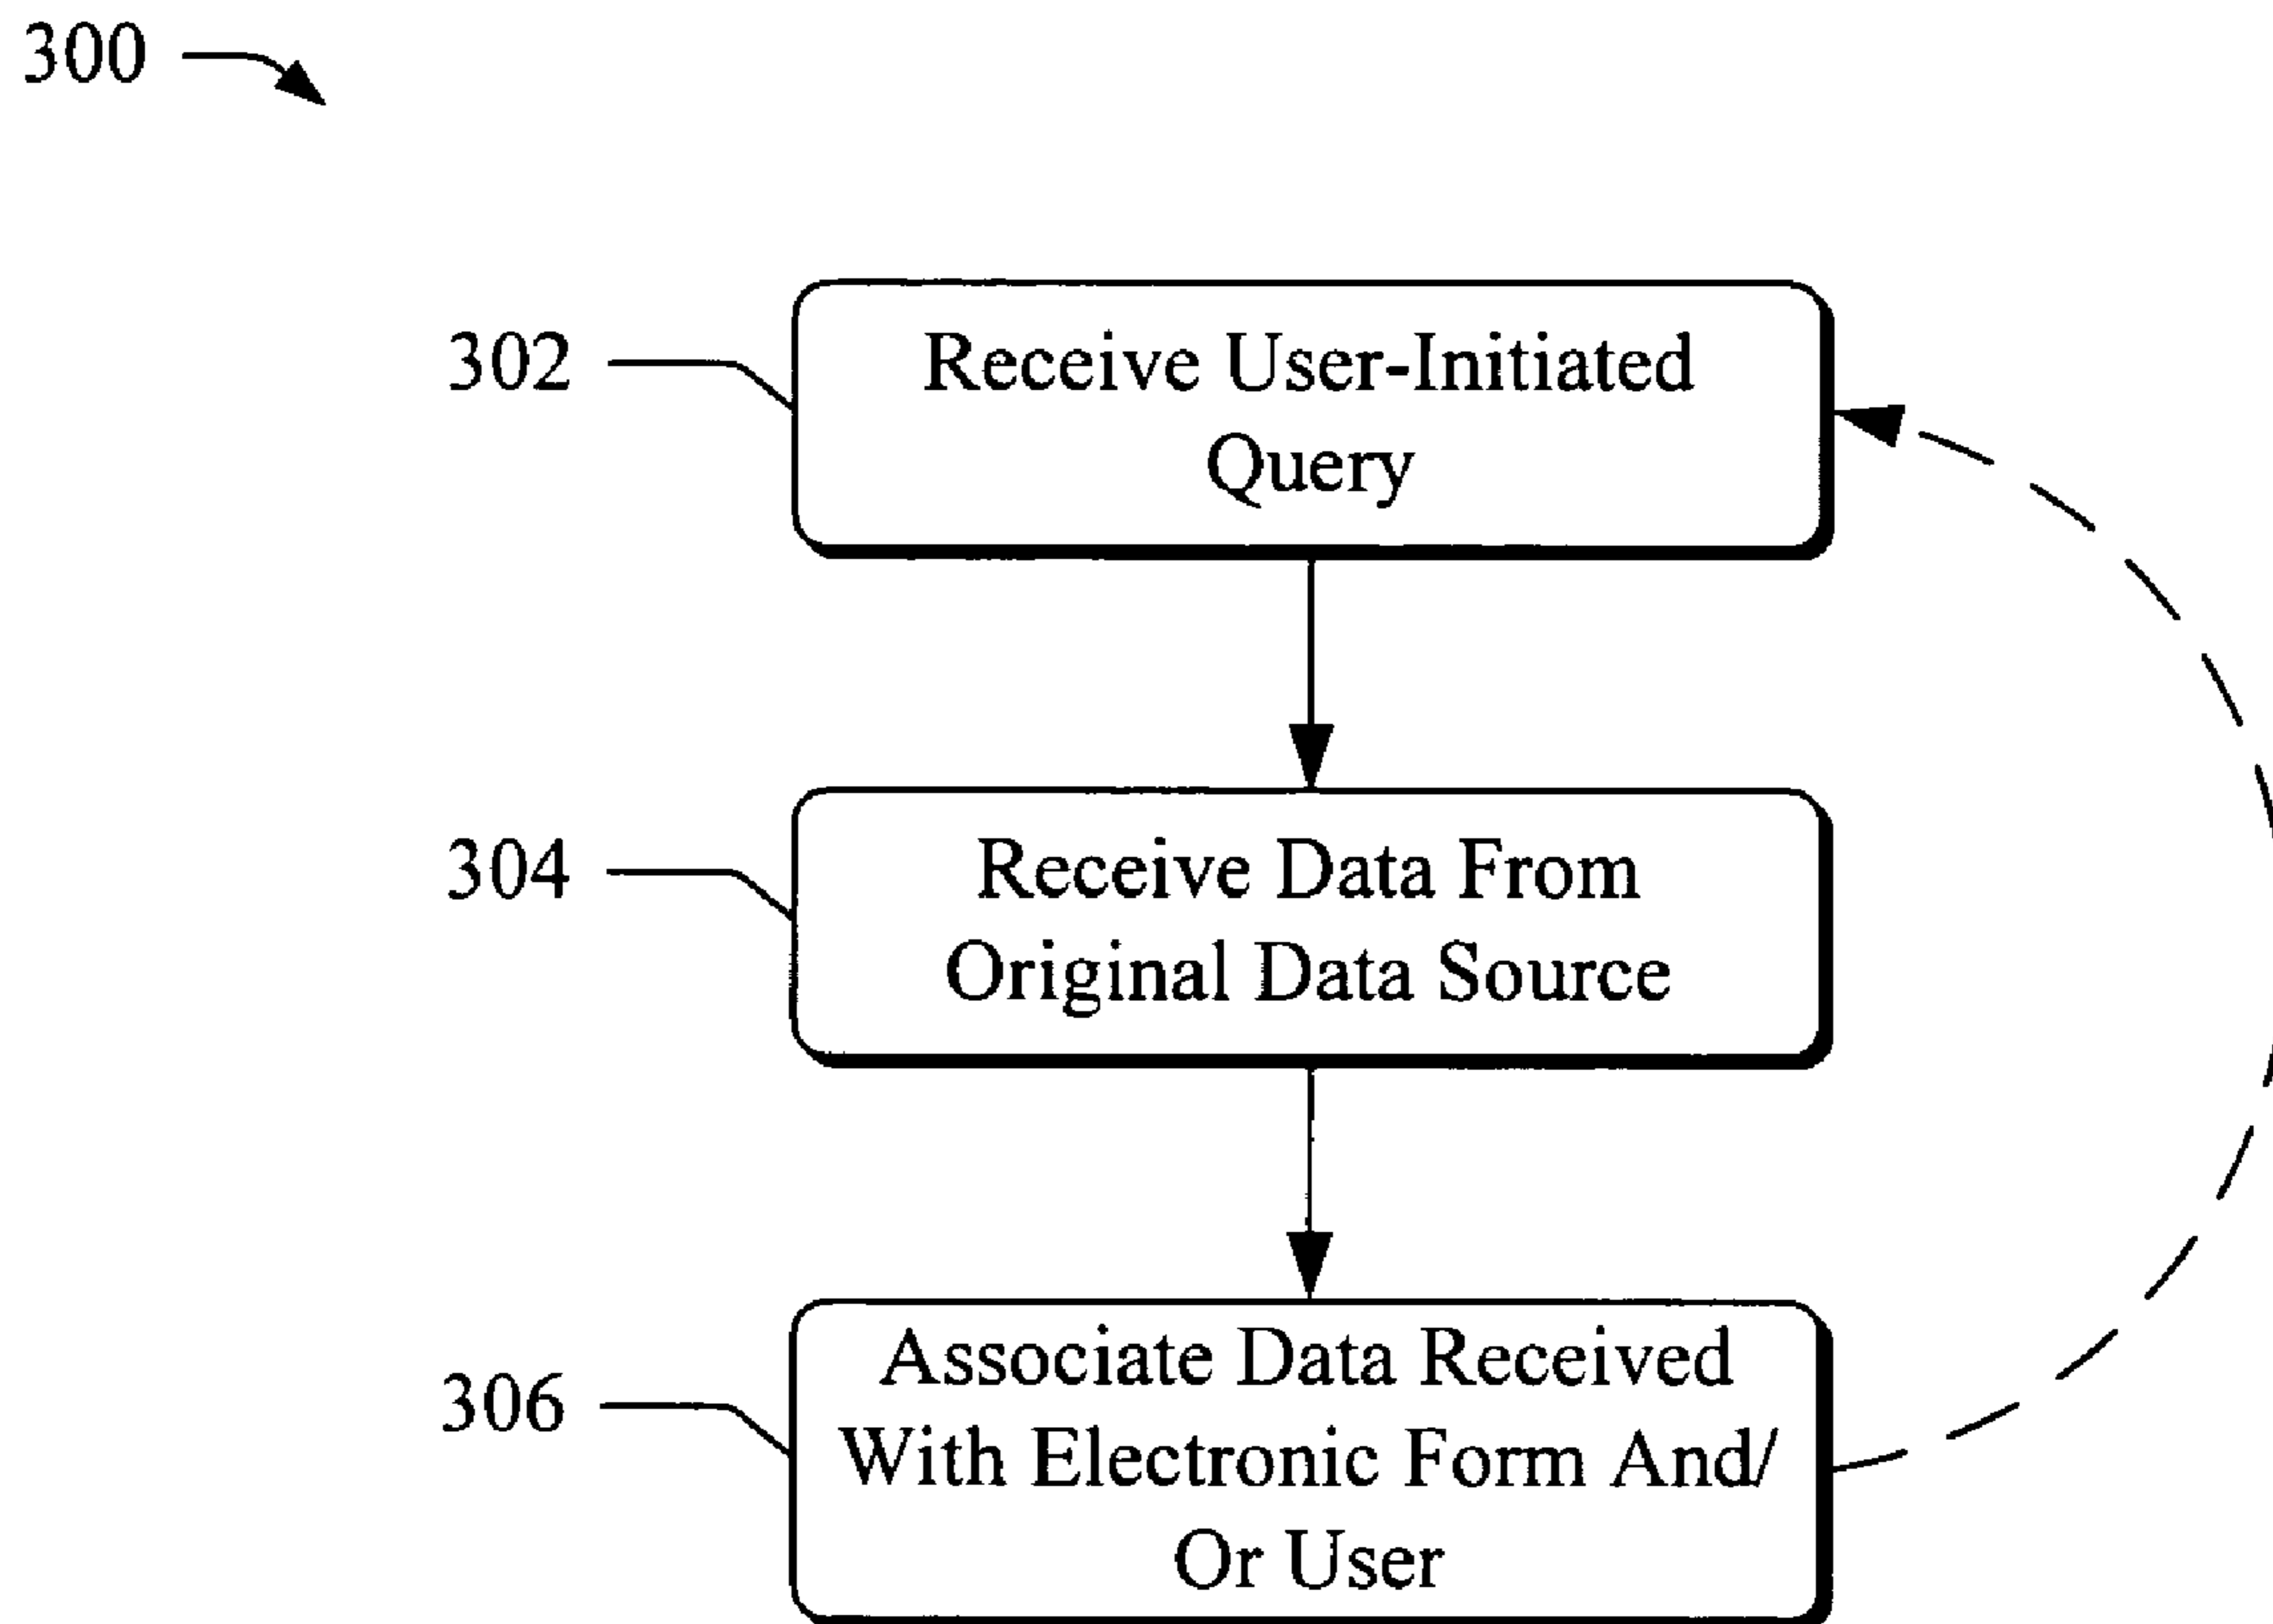 300
302
Receive User-Initiated
Query
304
Receive Data From
Original Data Source
306
Associate Data Received
With Electronic Form And/
Or User